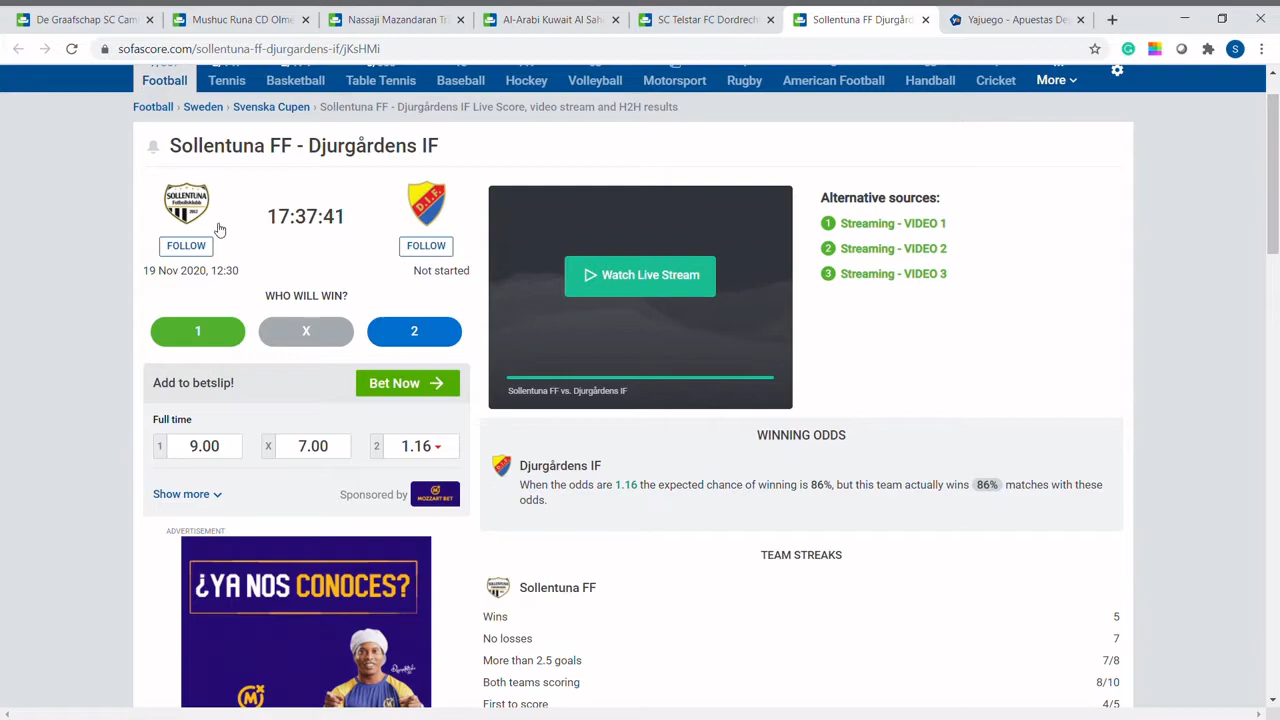 De Graafschap SC Cam
Mushuc Runa CD Olme
Nassaji Mazandaran Tr
Al-Arabi Kuwait Al Sah
SC Telstar FC Dordrech
Sollentuna FF Djurgård
Yajuego - Apuestas De
sofascore.com/sollentuna-ff-djurgardens-if/jKsHMi
S
Football
Tennis
Basketball
Table Tennis
Baseball
Hockey
Volleyball
Motorsport
Rugby
American Football
Handball
Cricket
More
Football
Sweden
Svenska Cupen
Sollentuna FF - Djurgårdens IF Live Score, video stream and H2H results
Sollentuna FF - Djurgårdens IF
SOLLENTUNA
D.I.F.
17:37:41
FOLLOW
FOLLOW
19 Nov 2020, 12:30
Not started
WHO WILL WIN?
1
X
2
Add to betslip!
Bet Now
Full time
1 9.00
X 7.00
2 1.16
Show more
Sponsored by
MOZZART BET
ADVERTISEMENT
¿YA NOS CONOCES?
M
Watch Live Stream
Sollentuna FF vs. Djurgårdens IF
Alternative sources:
1 Streaming - VIDEO 1
2 Streaming - VIDEO 2
3 Streaming - VIDEO 3
WINNING ODDS
Djurgårdens IF
When the odds are 1.16 the expected chance of winning is 86%, but this team actually wins 86% matches with these
odds.
TEAM STREAKS
Sollentuna FF
Wins 5
No losses 7
More than 2.5 goals 7/8
Both teams scoring 8/10
First to score 4/5